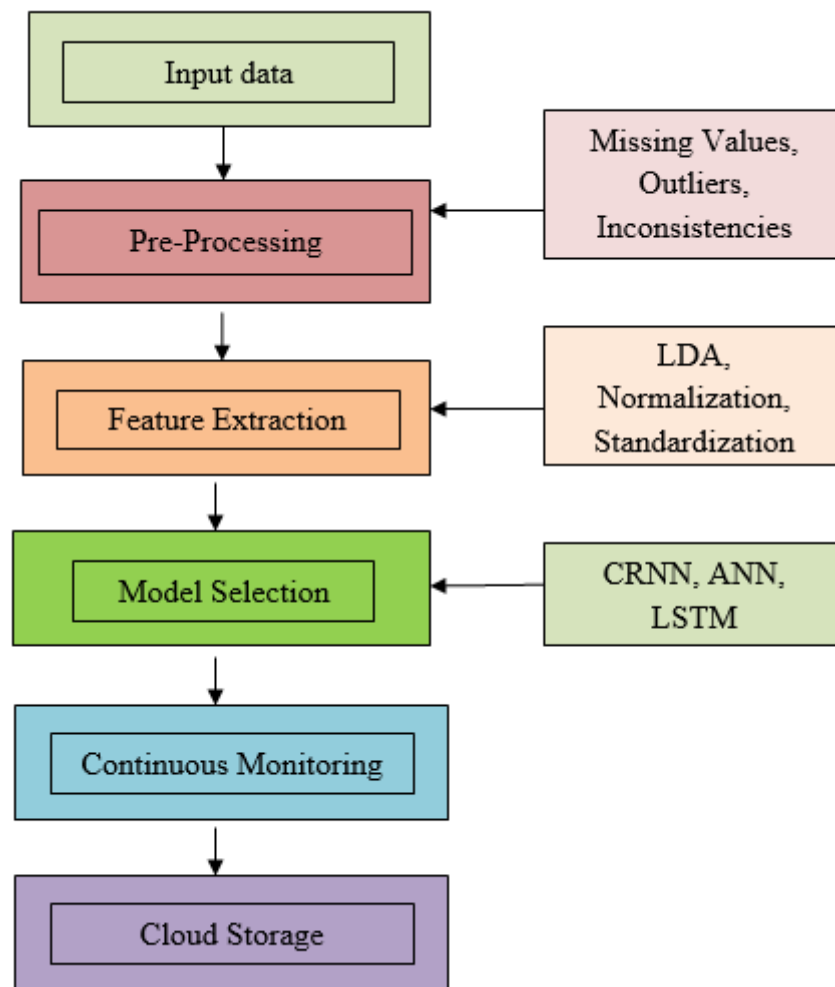 Input data
Missing Values,
Outliers,
Inconsistencies
Pre-Processing
LDA,
Normalization,
Standardization
Feature Extraction
CRNN, ANN,
LSTM
Model Selection
Continuous Monitoring
Cloud Storage